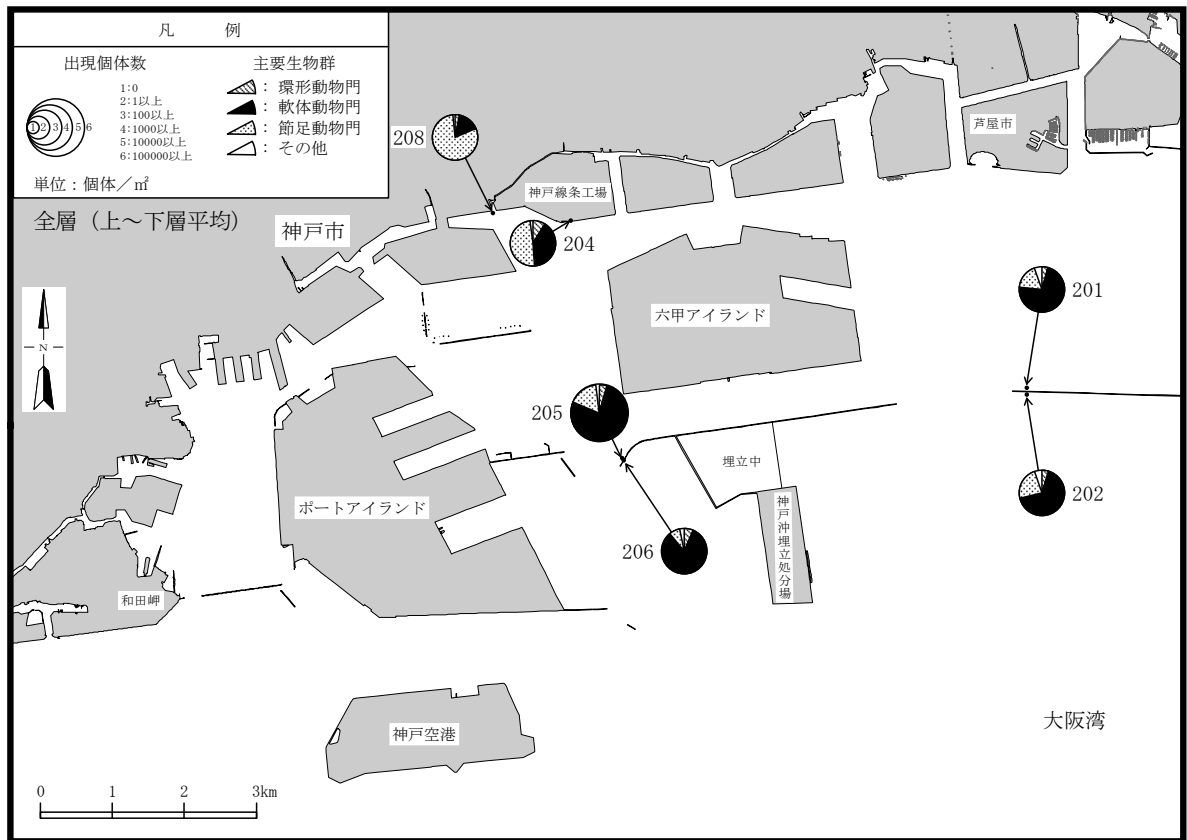 凡 例
出現個体数
1:0
2:1以上
3:100以上
4:1000以上
5:10000以上
6:100000以上
1 2 3 4 5 6
単位：個体／㎡
主要生物群
：環形動物門
：軟体動物門
：節足動物門
：その他
全層（上～下層平均）
208
神戸線条工場
芦屋市
神戸市
204
201
N
六甲アイランド
205
埋立中
202
ポートアイランド
神戸沖埋立処分場
206
和田岬
大阪湾
神戸空港
0 1 2 3km